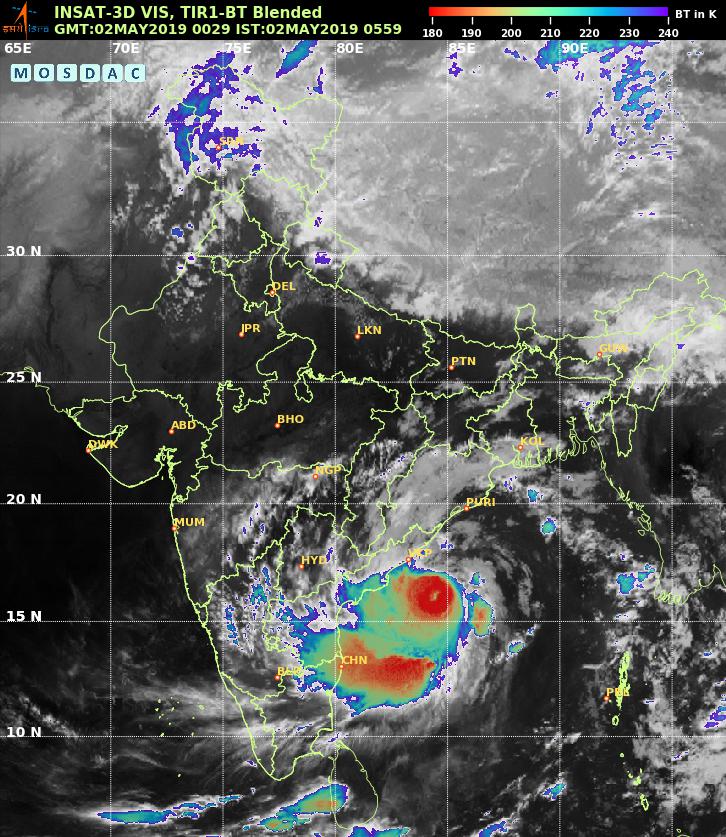 INSAT-3D VIS, TIR1-BT Blended
GMT:02MAY2019 0029 IST:02MAY2019 0559
BT in K
180 190 200 210 220 230 240
65E 70E 75E 80E 85E 90E
M O S D A C
30 N
DEL
JPR
LKN
GUW
PTN
25 N
ABD
BHO
DWK
KOL
NGP
20 N
PURI
MUM
HYD
15 N
CHN
10 N